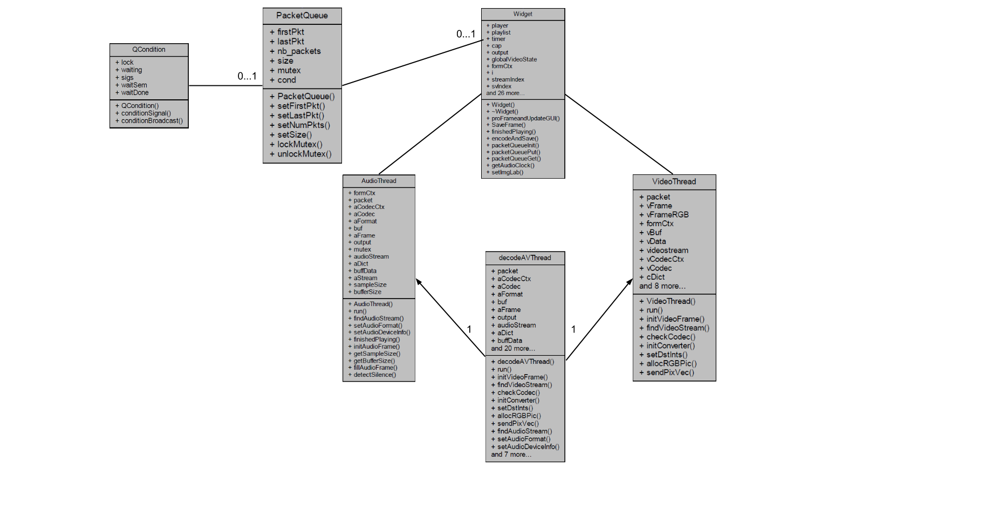 QCondition
+ lock
+ waiting
+ sigs
+ waitSem
+ waitDone
+ QCondition()
+ conditionSignal()
+ conditionBroadcast()
0...1
PacketQueue
+ firstPkt
+ lastPkt
+ nb_packets
+ size
+ mutex
+ cond
+ PacketQueue()
+ setFirstPkt()
+ setLastPkt()
+ setNumPkts()
+ setSize()
+ lockMutex()
+ unlockMutex()
0...1
Widget
+ player
+ playlist
+ timer
+ cap
+ output
+ globalVideoState
+ formCtx
+ i
+ streamIndex
+ svIndex
and 26 more...
+ Widget()
+ ~Widget()
+ proFrameandUpdateGUI()
+ SaveFrame()
+ finishedPlaying()
+ encodeAndSave()
+ packetQueueInit()
+ packetQueuePut()
+ packetQueueGet()
+ getAudioClock()
+ setImgLab()
AudioThread
+ formCtx
+ packet
+ aCodecCtx
+ aCodec
+ aFormat
+ buf
+ aFrame
+ output
+ mutex
+ audioStream
+ aDict
+ buffData
+ aStream
+ sampleSize
+ bufferSize
+ AudioThread()
+ run()
+ findAudioStream()
+ setAudioFormat()
+ setAudioDeviceInfo()
+ finishedPlaying()
+ initAudioFrame()
+ getSampleSize()
+ getBufferSize()
+ fillAudioFrame()
+ detectSilence()
1
decodeAVThread
+ packet
+ aCodecCtx
+ aCodec
+ aFormat
+ buf
+ aFrame
+ output
+ audioStream
+ aDict
+ buffData
and 20 more...
+ decodeAVThread()
+ run()
+ initVideoFrame()
+ findVideoStream()
+ checkCodec()
+ initConverter()
+ setDstInts()
+ allocRGBPic()
+ sendPixVec()
+ findAudioStream()
+ setAudioFormat()
+ setAudioDeviceInfo()
and 7 more...
1
VideoThread
+ packet
+ vFrame
+ vFrameRGB
+ formCtx
+ vBuf
+ vData
+ videostream
+ vCodecCtx
+ vCodec
+ cDict
and 8 more...
+ VideoThread()
+ run()
+ initVideoFrame()
+ findVideoStream()
+ checkCodec()
+ initConverter()
+ setDstInts()
+ allocRGBPic()
+ sendPixVec()